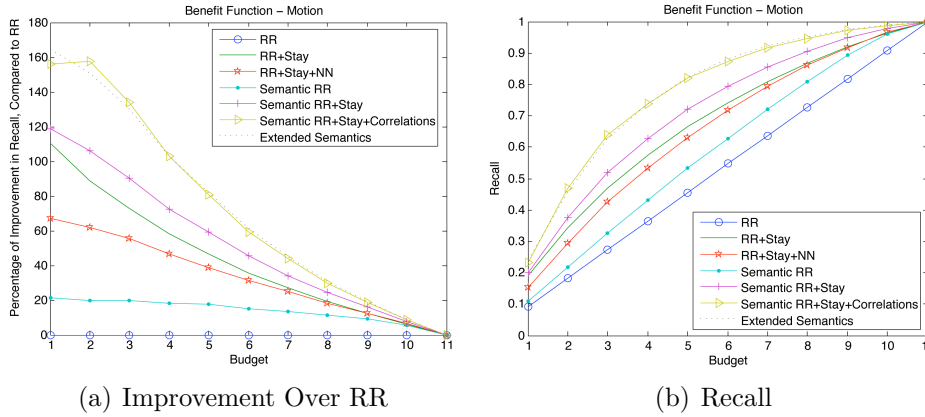 Benefit Function – Motion
180
160
140
120
100
80
60
40
20
0
Percentage of Improvement in Recall, Compared to RR
RR
RR+Stay
RR+Stay+NN
Semantic RR
Semantic RR+Stay
Semantic RR+Stay+Correlations
Extended Semantics
1 2 3 4 5 6 7 8 9 10 11
Budget
(a) Improvement Over RR
Benefit Function – Motion
1
0.9
0.8
0.7
0.6
0.5
0.4
0.3
0.2
0.1
0
Recall
RR
RR+Stay
RR+Stay+NN
Semantic RR
Semantic RR+Stay
Semantic RR+Stay+Correlations
Extended Semantics
1 2 3 4 5 6 7 8 9 10 1
Budget
(b) Recall